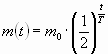 m(t) = m₀ · (1/2)^(t/T)